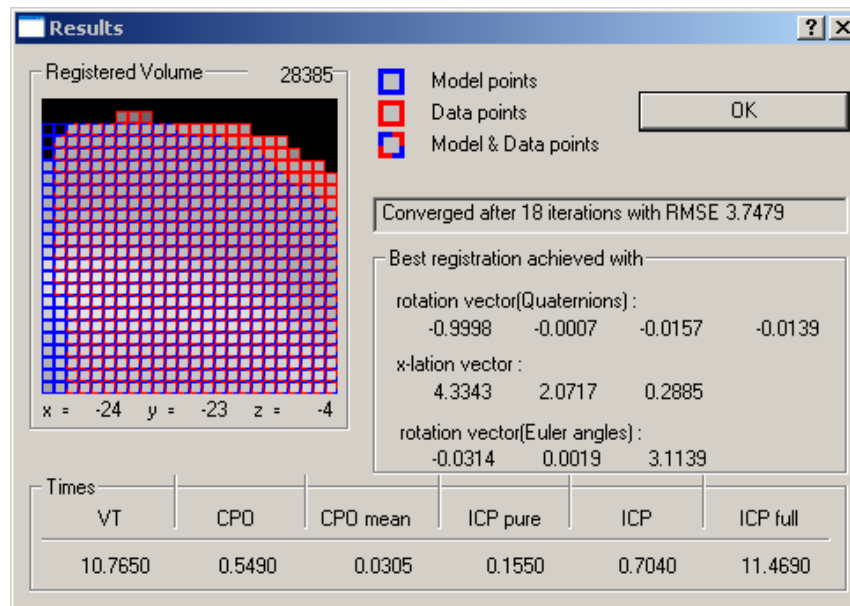 Results
Registered Volume 28385
Model points
Data points
OK
Model & Data points
Converged after 18 iterations with RMSE 3.7479
Best registration achieved with
rotation vector(Quaternions) :
-0.9998 -0.0007 -0.0157 -0.0139
x-lation vector :
4.3343 2.0717 0.2885
x = -24 y = -23 z = -4
rotation vector(Euler angles) :
-0.0314 0.0019 3.1139
Times
VT CPO CPO mean ICP pure ICP ICP full
10.7650 0.5490 0.0305 0.1550 0.7040 11.4690